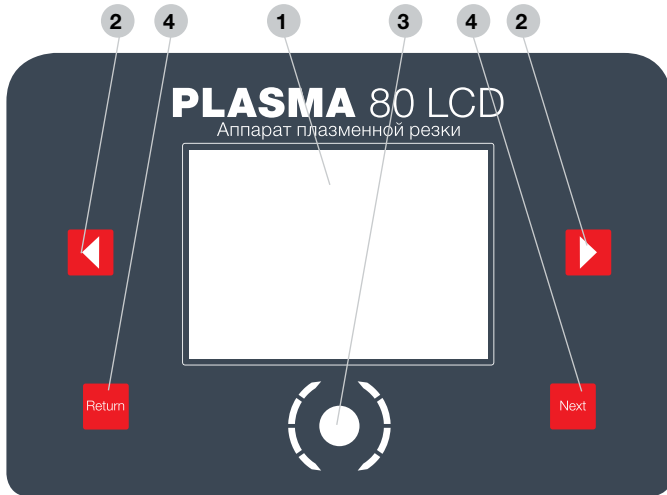 2 4 1 3 4 2
PLASMA 80 LCD
Аппарат плазменной резки
Return
Next